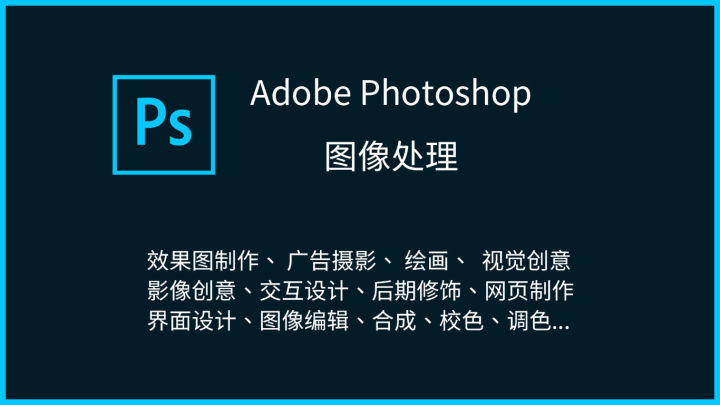 Ps
Adobe Photoshop
图像处理
效果图制作、广告摄影、绘画、 视觉创意
影像创意、交互设计、后期修饰、网页制作
界面设计、图像编辑、合成、校色、调色...